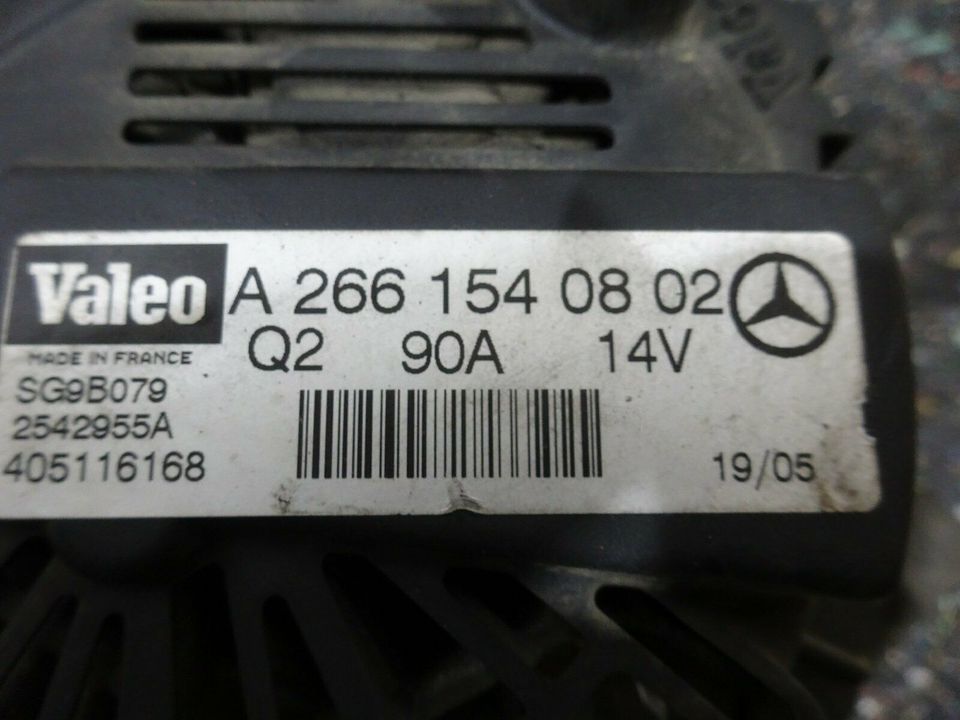 Valeo
A 266 154 08 02
MADE IN FRANCE
Q2 90A 14V
SG9B079
2542955A
405116168
19/05